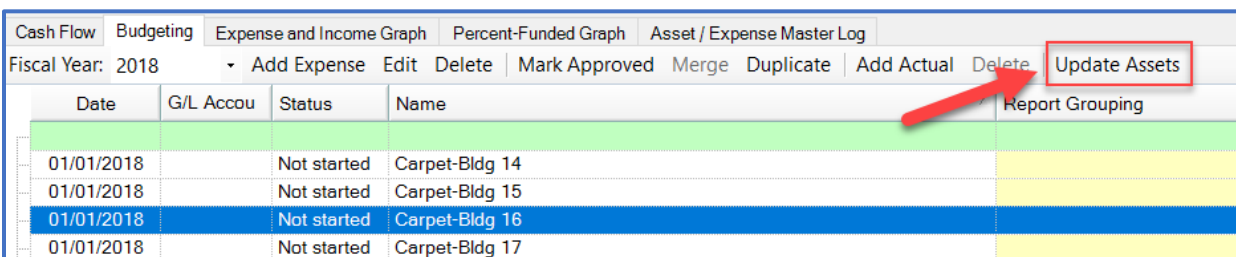 Cash Flow Budgeting Expense and Income Graph Percent-Funded Graph Asset / Expense Master Log
Fiscal Year: 2018 Add Expense Edit Delete Mark Approved Merge Duplicate Add Actual Delete Update Assets
Date G/L Accou Status Name Report Grouping
01/01/2018 Not started Carpet-Bldg 14
01/01/2018 Not started Carpet-Bldg 15
01/01/2018 Not started Carpet-Bldg 16
01/01/2018 Not started Carpet-Bldg 17